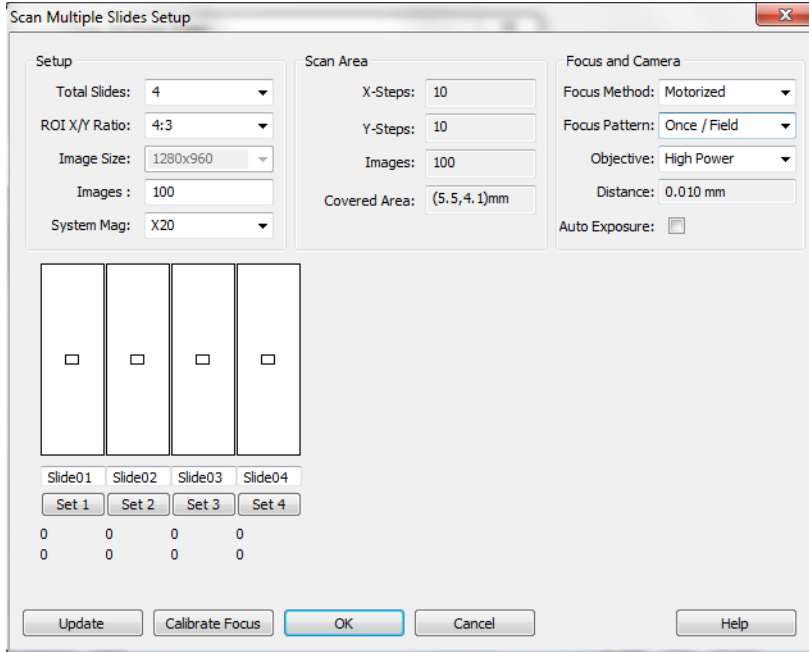 Scan Multiple Slides Setup
Setup
Total Slides: 4
ROI X/Y Ratio: 4:3
Image Size: 1280x960
Images : 100
System Mag: X20
Scan Area
X-Steps: 10
Y-Steps: 10
Images: 100
Covered Area: (5.5,4.1)mm
Focus and Camera
Focus Method: Motorized
Focus Pattern: Once / Field
Objective: High Power
Distance: 0.010 mm
Auto Exposure:
Slide01 Slide02 Slide03 Slide04
Set 1 Set 2 Set 3 Set 4
0 0 0 0
0 0 0 0
Update Calibrate Focus OK Cancel Help